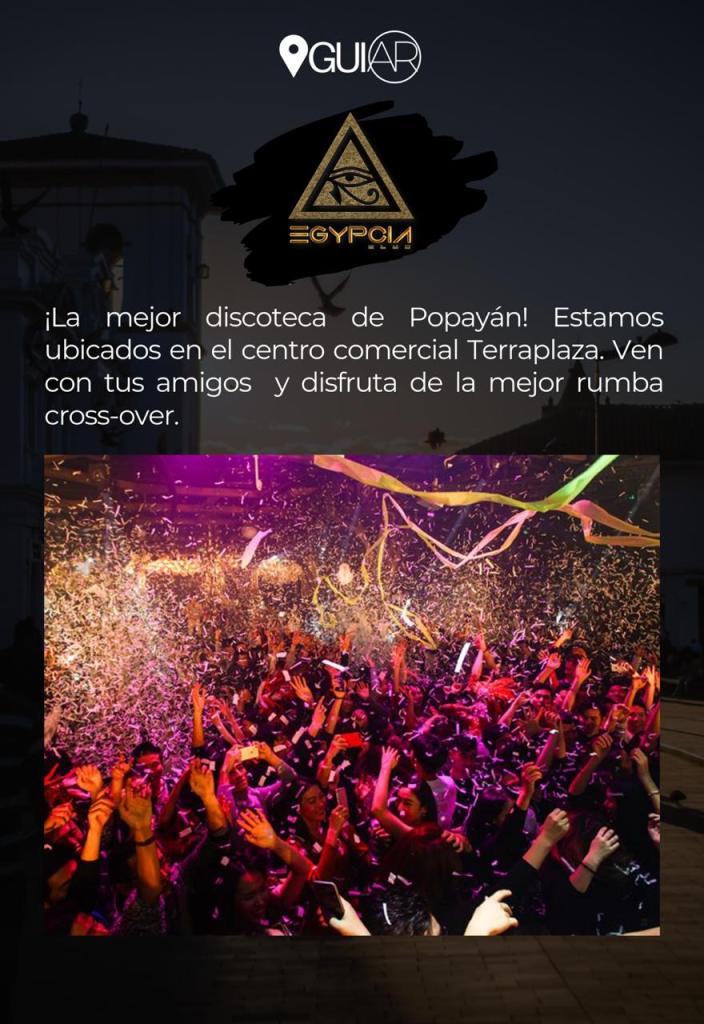 GUIAR
EGYPCIA
CLUB
¡La mejor discoteca de Popayán! Estamos
ubicados en el centro comercial Terraplaza. Ven
con tus amigos y disfruta de la mejor rumba
cross-over.